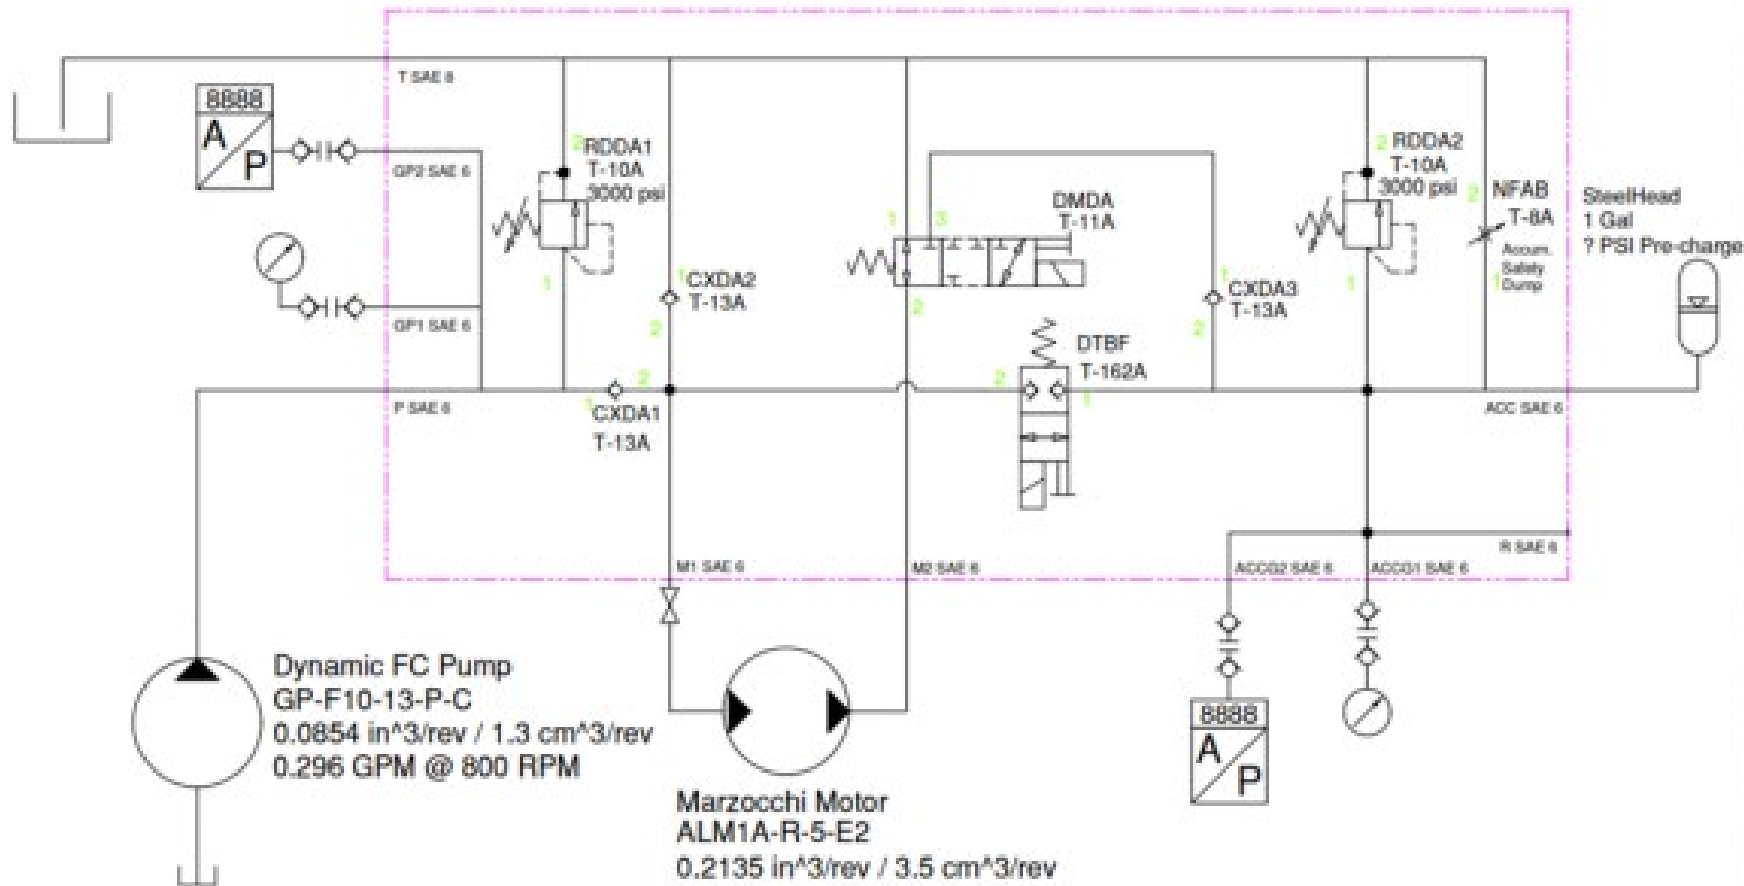 T SAE 8
8888
A
P
GP2 SAE 6
2
RDDA1
T-10A
3000 psi
1
GP1 SAE 6
1
CXDA2
T-13A
2
1
3
DMDA
T-11A
2
1
CXDA3
T-13A
2
2
RDDA2
T-10A
3000 psi
1
2
NFAB
T-8A
Accum.
Safety
Dump
1
SteelHead
1 Gal
? PSI Pre-charge
P SAE 6
1
2
CXDA1
T-13A
2
DTBF
T-162A
1
ACC SAE 6
R SAE 6
M1 SAE 6
M2 SAE 6
ACCG2 SAE 6
ACCG1 SAE 6
Dynamic FC Pump
GP-F10-13-P-C
0.0854 in^3/rev / 1.3 cm^3/rev
0.296 GPM @ 800 RPM
8888
A
P
Marzocchi Motor
ALM1A-R-5-E2
0.2135 in^3/rev / 3.5 cm^3/rev